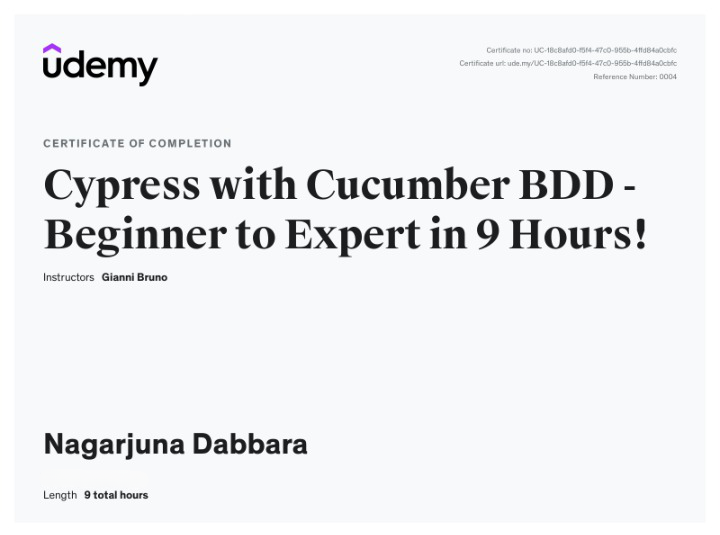 udemy
Certificate no: UC-18c8afd0-f5f4-47c0-955b-4ffd84a0cbfc
Certificate url: ude.my/UC-18c8afd0-f5f4-47c0-955b-4ffd84a0cbfc
Reference Number: 0004
CERTIFICATE OF COMPLETION
Cypress with Cucumber BDD -
Beginner to Expert in 9 Hours!
Instructors Gianni Bruno
Nagarjuna Dabbara
Length 9 total hours